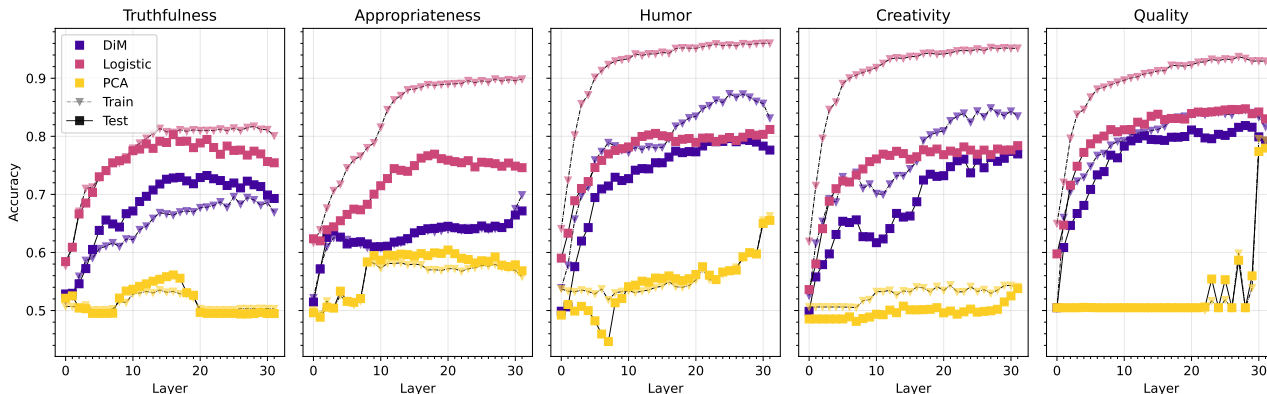 Truthfulness
Appropriateness
Humor
Creativity
Quality
DiM
Logistic
PCA
Train
Test
Accuracy
0.9
0.8
0.7
0.6
0.5
0 10 20 30
0 10 20 30
0 10 20 30
0 10 20 30
0 10 20 30
Layer
Layer
Layer
Layer
Layer